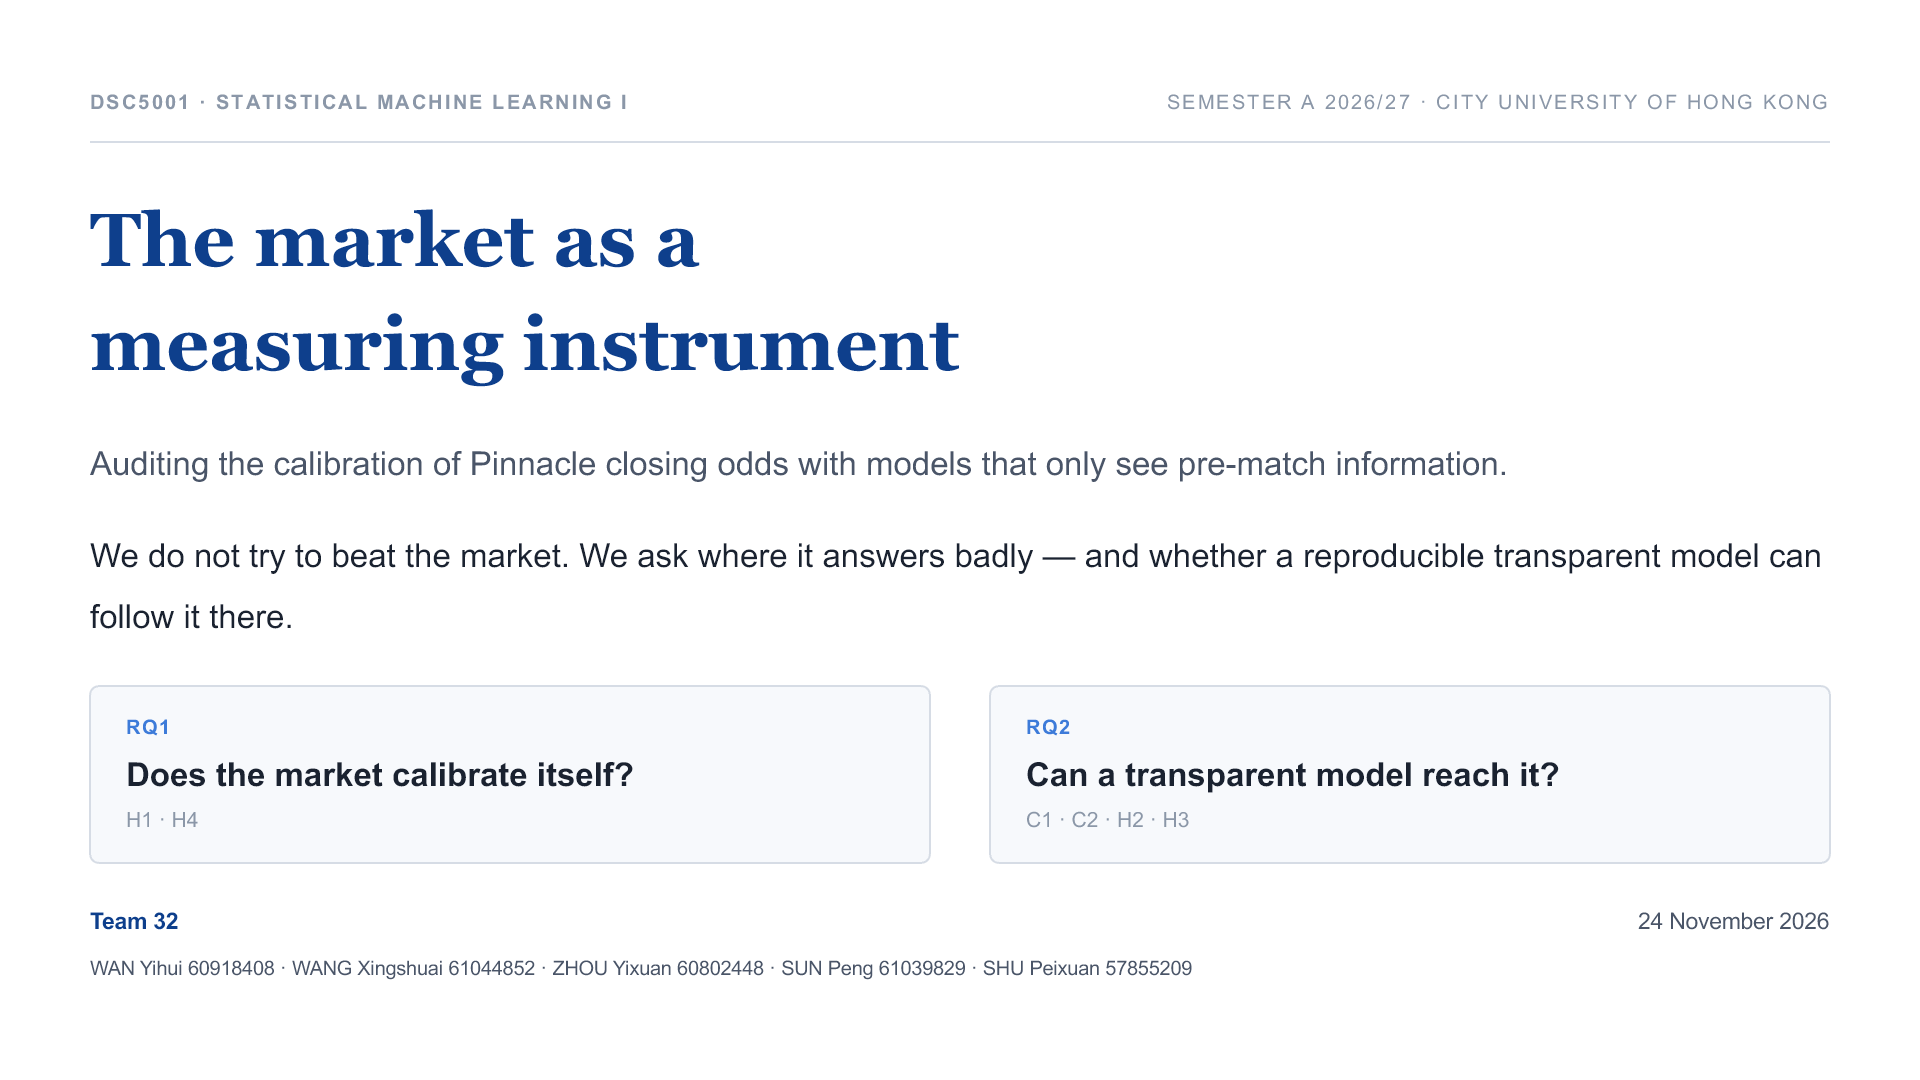 DSC5001 · STATISTICAL MACHINE LEARNING I
SEMESTER A 2026/27 · CITY UNIVERSITY OF HONG KONG
The market as a
measuring instrument
Auditing the calibration of Pinnacle closing odds with models that only see pre-match information.
We do not try to beat the market. We ask where it answers badly — and whether a reproducible transparent model can
follow it there.
RQ1
Does the market calibrate itself?
H1 · H4
RQ2
Can a transparent model reach it?
C1 · C2 · H2 · H3
Team 32
24 November 2026
WAN Yihui 60918408 · WANG Xingshuai 61044852 · ZHOU Yixuan 60802448 · SUN Peng 61039829 · SHU Peixuan 57855209